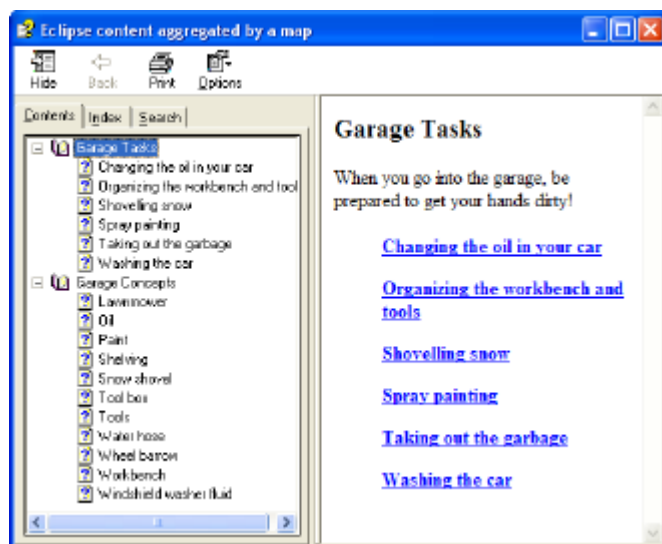 Eclipse content aggregated by a map
Hide Back Print Options
Contents Index Search
Garage Tasks
Changing the oil in your car
Organizing the workbench and tool
Shovelling snow
Spray painting
Taking out the garbage
Washing the car
Garage Concepts
Lawnmower
Oil
Paint
Shelving
Snow shovel
Tool box
Tools
Water hose
Wheel barrow
Workbench
Windshield washer fluid
Garage Tasks
When you go into the garage, be
prepared to get your hands dirty!
Changing the oil in your car
Organizing the workbench and
tools
Shovelling snow
Spray painting
Taking out the garbage
Washing the car